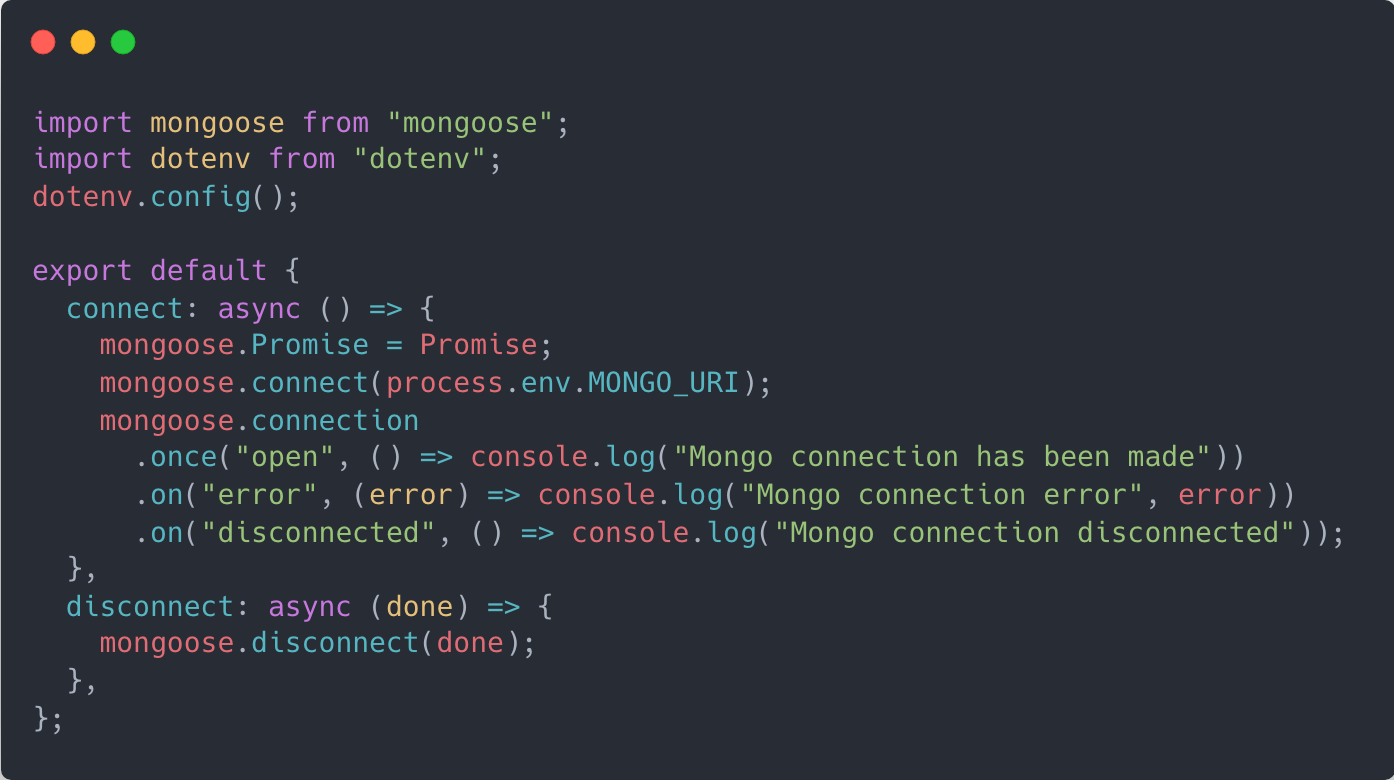 import mongoose from "mongoose";
import dotenv from "dotenv";
dotenv.config();

export default {
  connect: async () => {
    mongoose.Promise = Promise;
    mongoose.connect(process.env.MONGO_URI);
    mongoose.connection
      .once("open", () => console.log("Mongo connection has been made"))
      .on("error", (error) => console.log("Mongo connection error", error))
      .on("disconnected", () => console.log("Mongo connection disconnected"));
  },
  disconnect: async (done) => {
    mongoose.disconnect(done);
  },
};